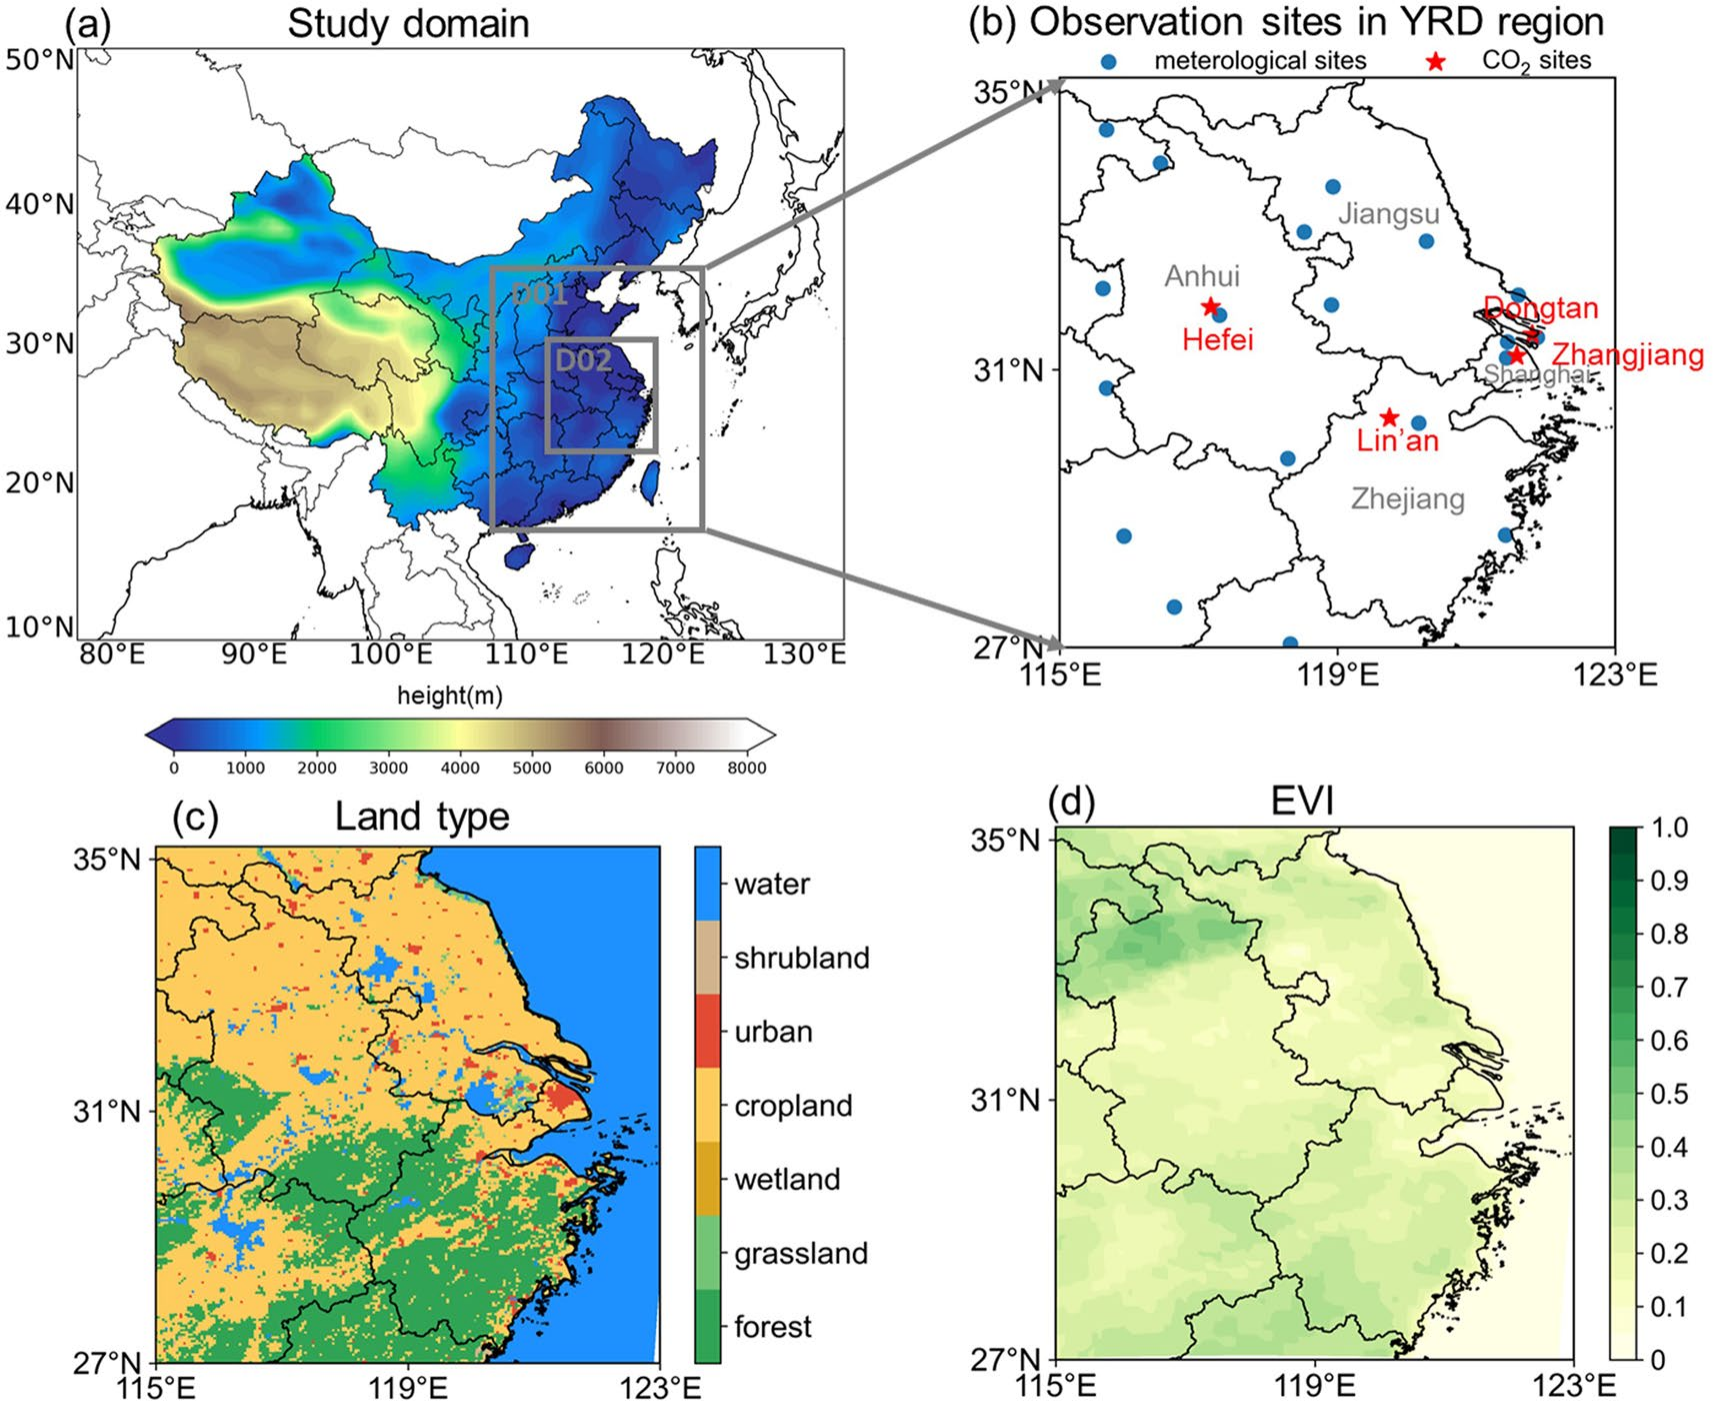 (a) Study domain
50°N
40°N
30°N
20°N
10°N
80°E 90°E 100°E 110°E 120°E 130°E
D01
D02
height(m)
0 1000 2000 3000 4000 5000 6000 7000 8000
(b) Observation sites in YRD region
meterological sites CO₂ sites
35°N
31°N
27°N
115°E 119°E 123°E
Jiangsu
Anhui
Hefei
Dongtan
Zhangjiang
Shanghai
Lin'an
Zhejiang
(c) Land type
35°N
31°N
27°N
115°E 119°E 123°E
water
shrubland
urban
cropland
wetland
grassland
forest
(d) EVI
35°N
31°N
27°N
115°E 119°E 123°E
1.0
0.9
0.8
0.7
0.6
0.5
0.4
0.3
0.2
0.1
0